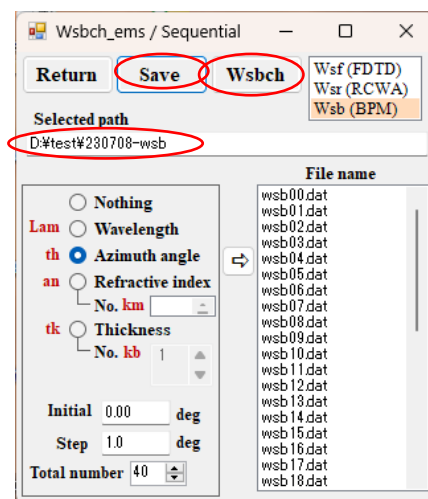 Wsbch_ems / Sequential
Return Save Wsbch
Wsf (FDTD)
Wsr (RCWA)
Wsb (BPM)
Selected path
D:¥test¥230708-wsb
File name
Nothing
Lam Wavelength
th Azimuth angle
an Refractive index
No. km
tk Thickness
No. kb 1
Initial 0.00 deg
Step 1.0 deg
Total number 40
wsb00.dat
wsb01.dat
wsb02.dat
wsb03.dat
wsb04.dat
wsb05.dat
wsb06.dat
wsb07.dat
wsb08.dat
wsb09.dat
wsb10.dat
wsb11.dat
wsb12.dat
wsb13.dat
wsb14.dat
wsb15.dat
wsb16.dat
wsb17.dat
wsb18.dat